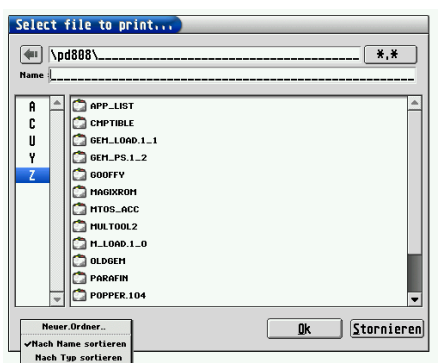 Select file to print...
\pd808\ *.*
Name
A
C
U
Y
Z
APP_LIST
CMPTIBLE
GEM_LOAD.1_1
GEM_PS.1_2
GOOFFY
MAGIXROM
MTOS_ACC
MULTOOL2
M_LOAD.1_0
OLDGEM
PARAFIN
POPPER.104
Neuer.Ordner..
✓Nach Name sortieren
Nach Typ sortieren
Ok Stornieren